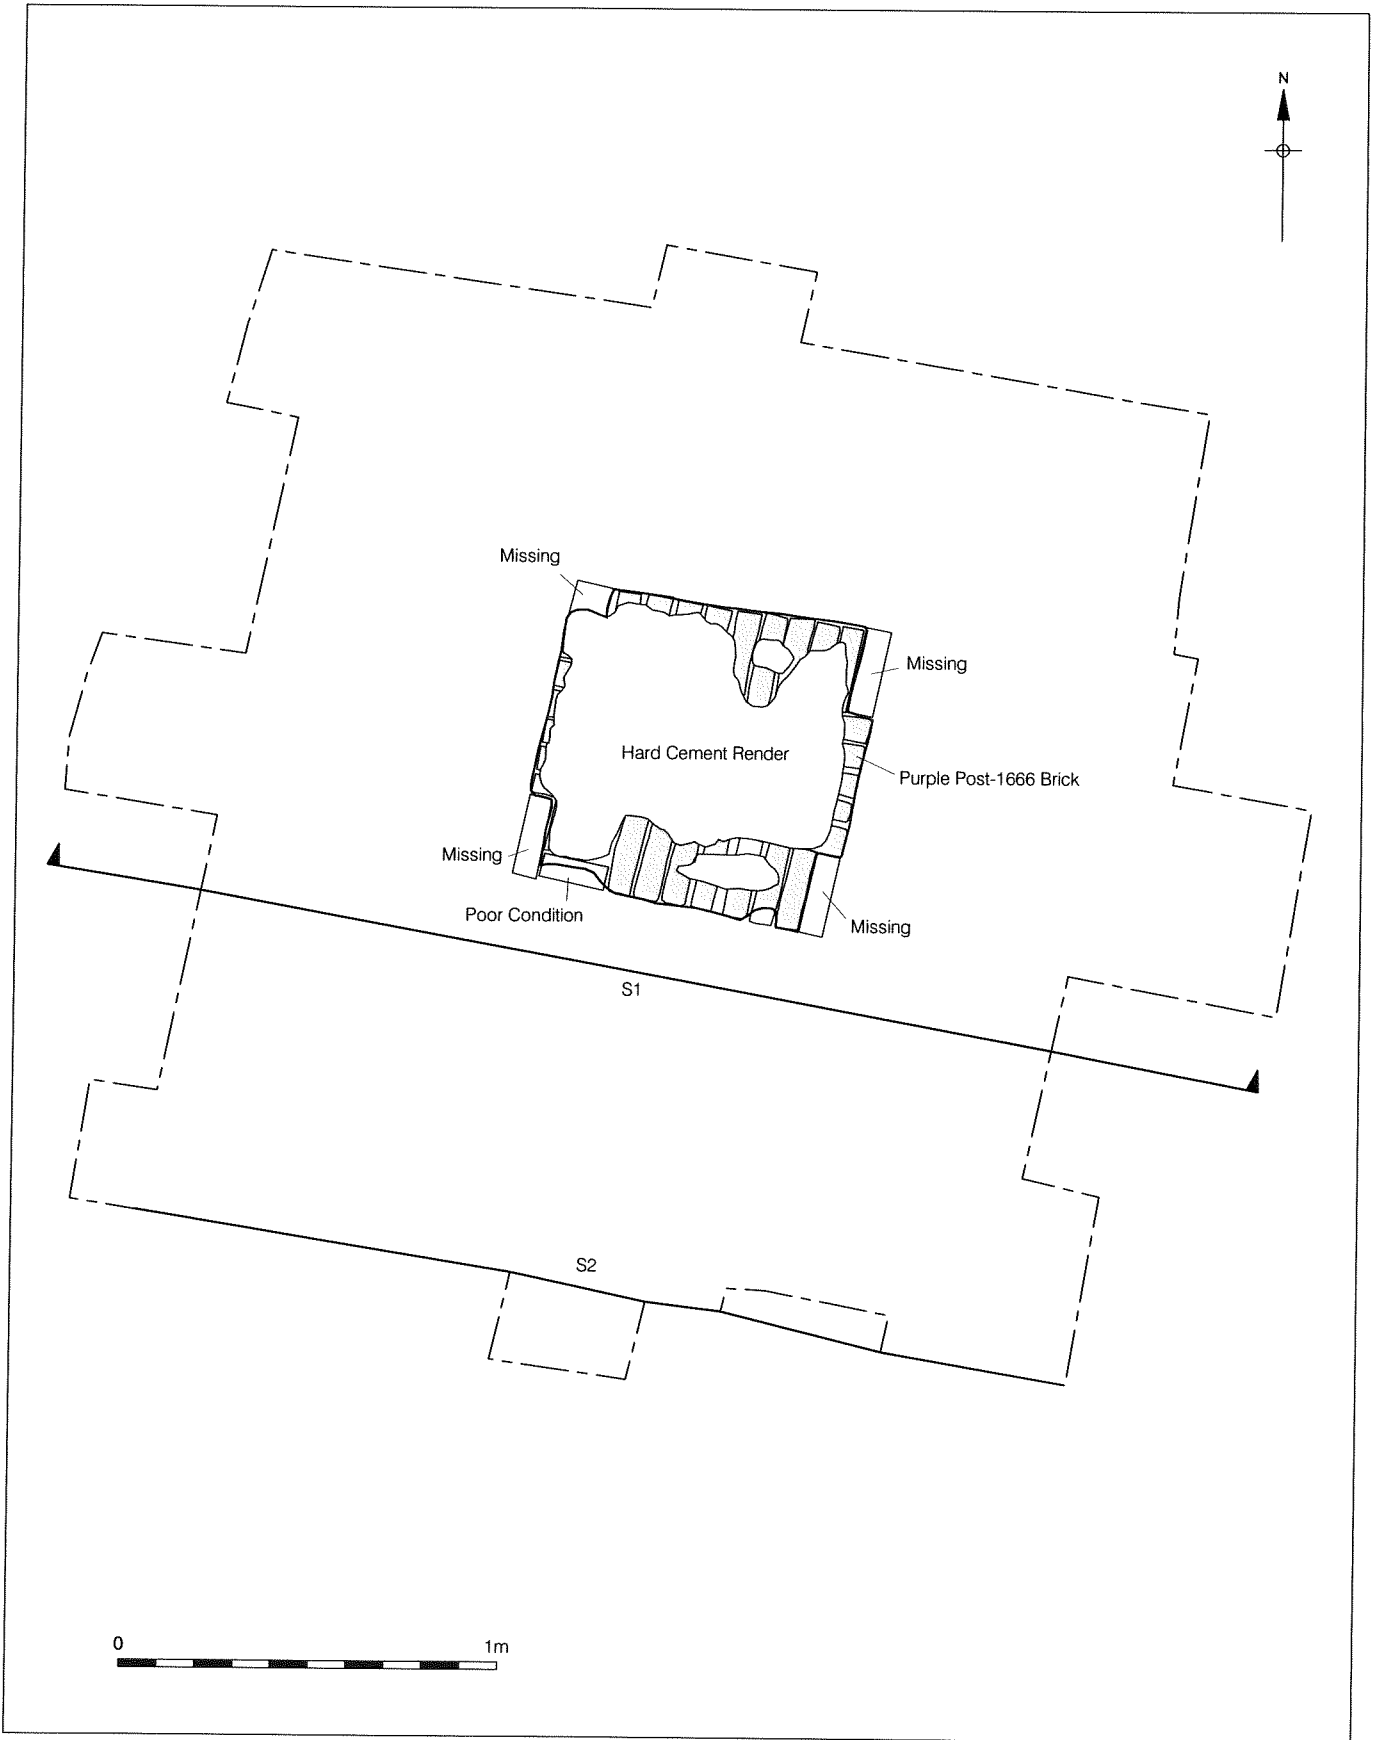 N
Missing
Missing
Hard Cement Render
Purple Post-1666 Brick
Missing
Poor Condition
Missing
S1
S2
0
1m